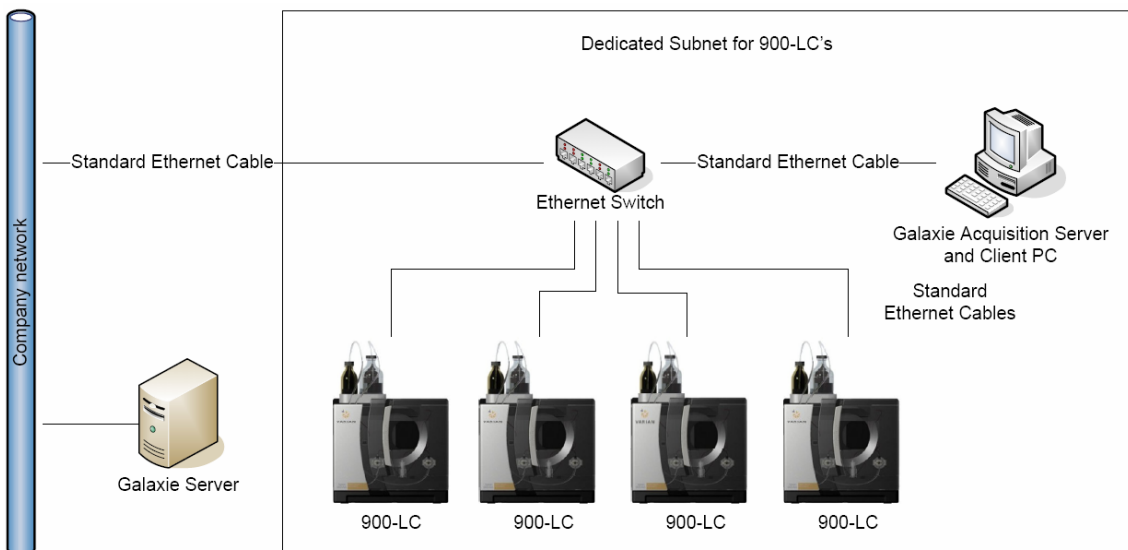 Dedicated Subnet for 900-LC's
Standard Ethernet Cable
Standard Ethernet Cable
Ethernet Switch
Galaxie Acquisition Server
and Client PC
Standard
Ethernet Cables
Company network
Galaxie Server
900-LC
900-LC
900-LC
900-LC